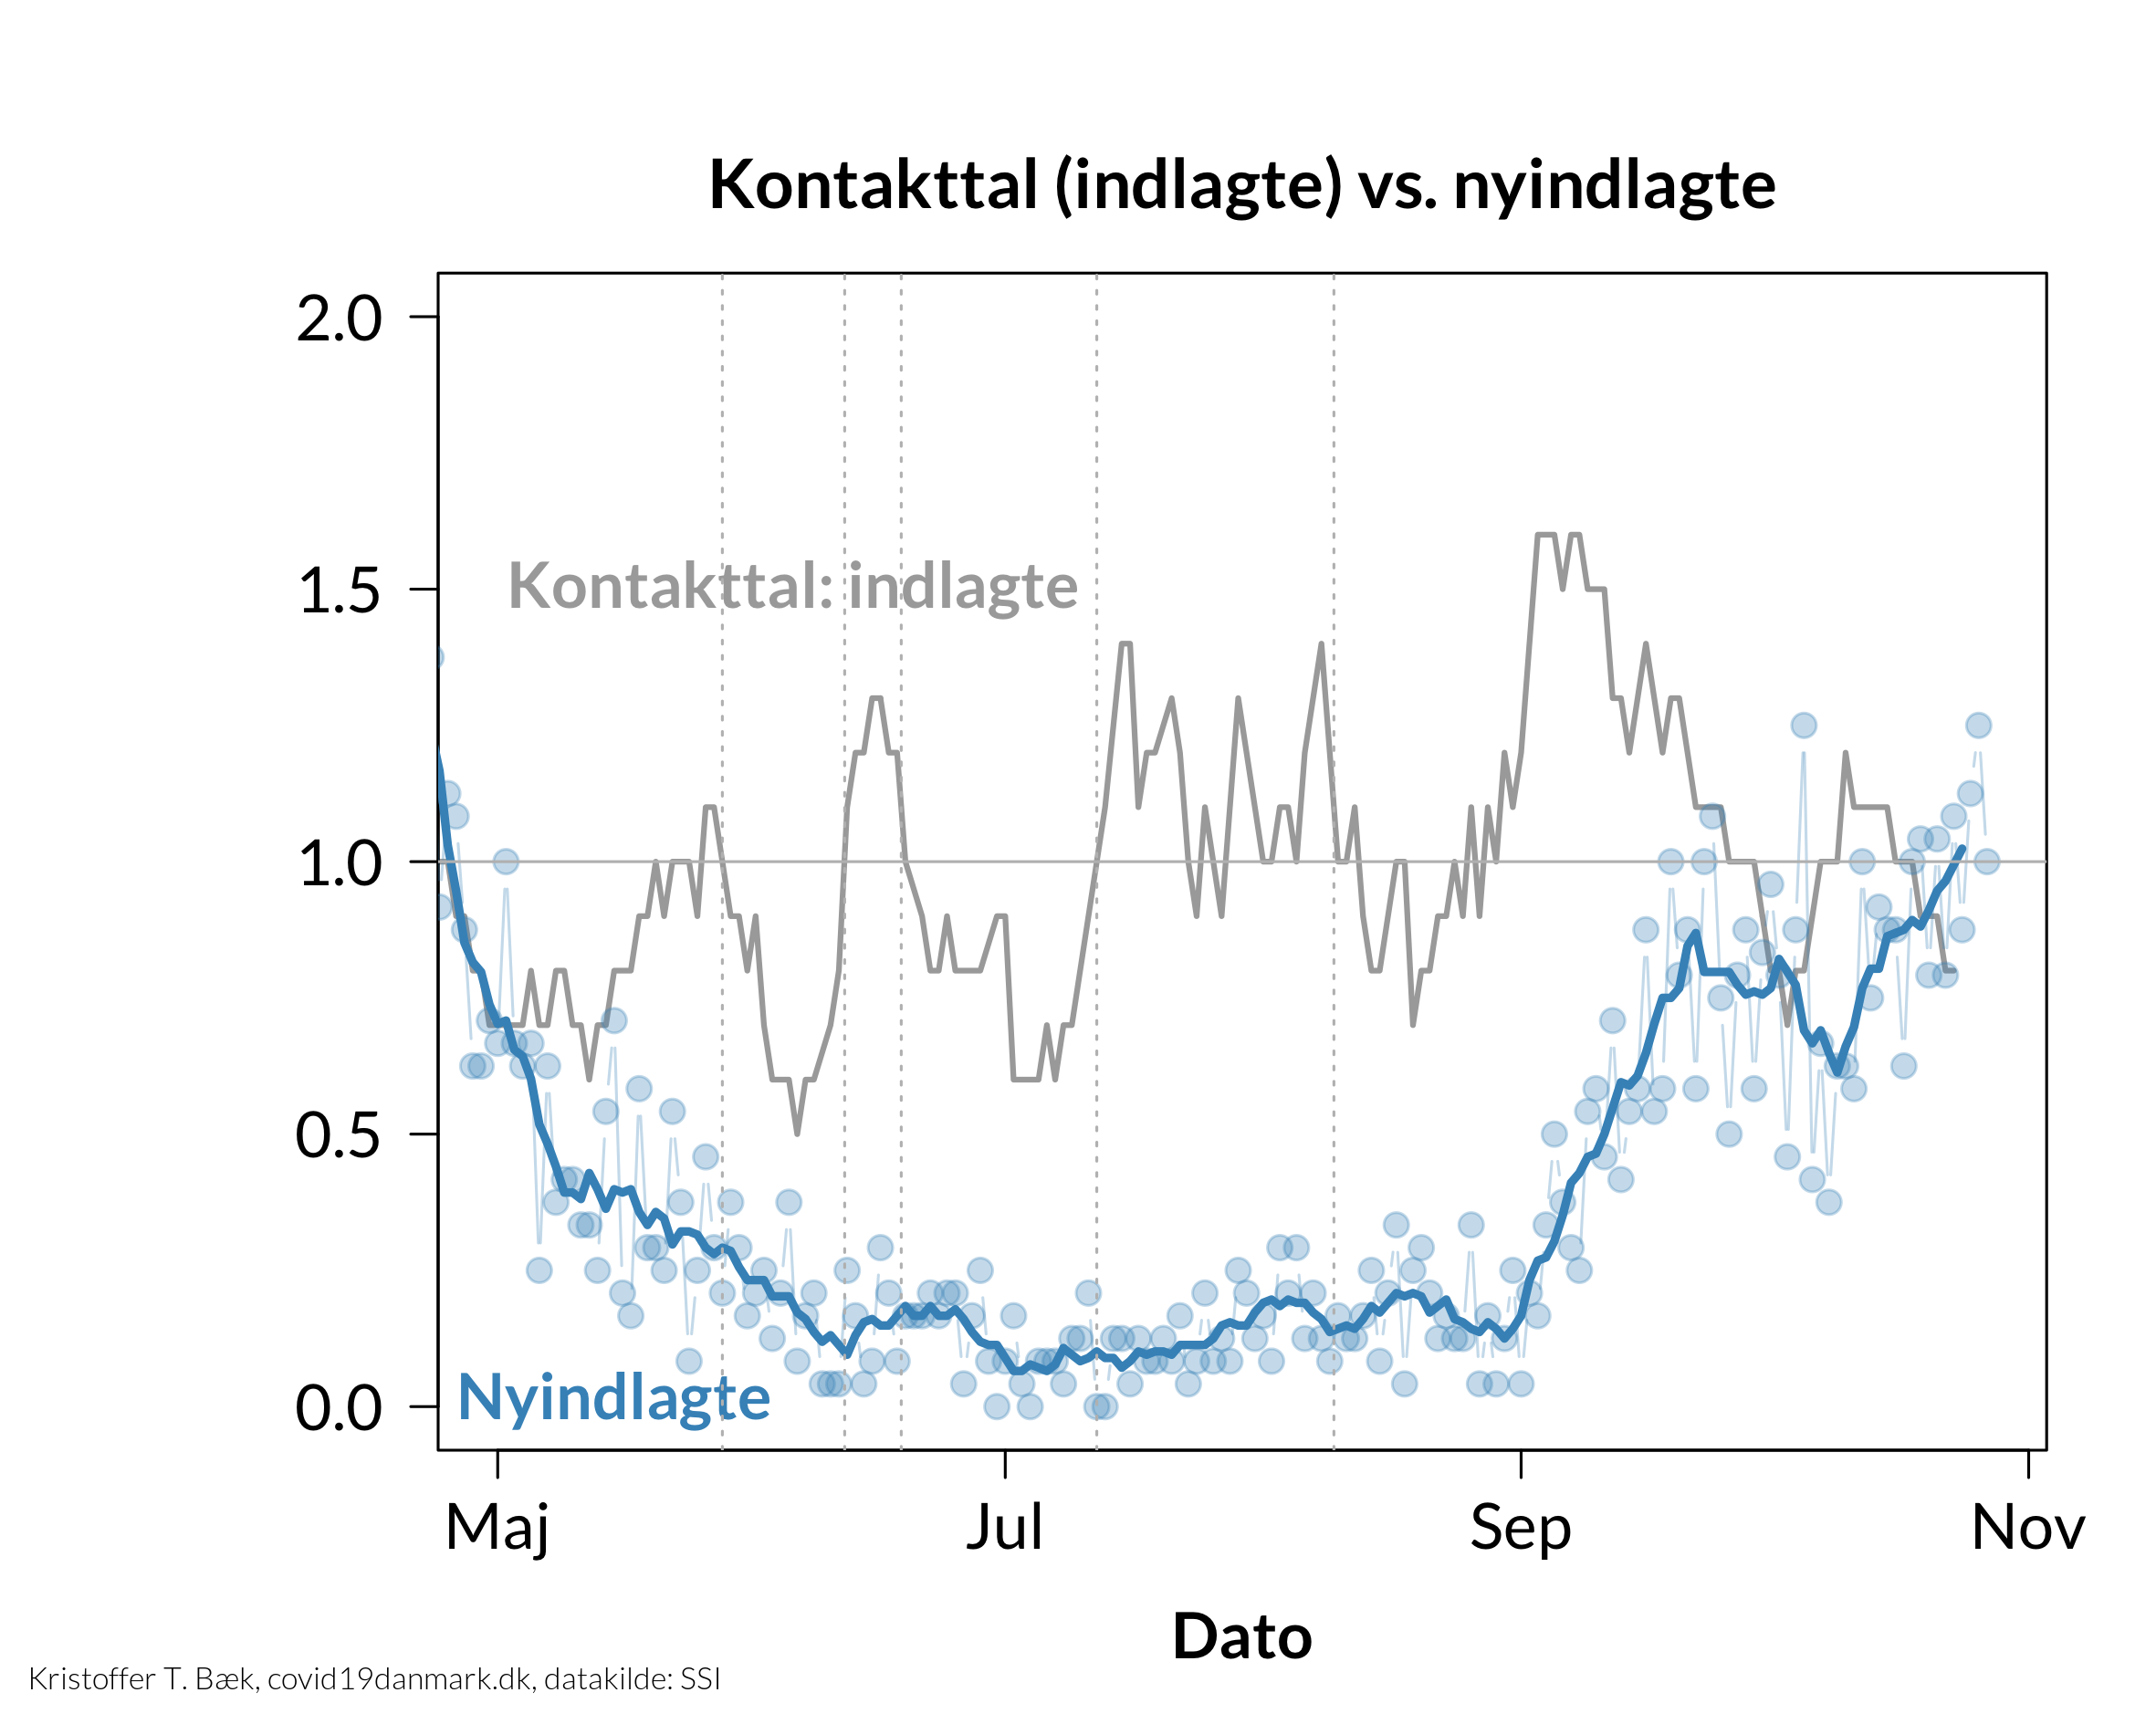 Kontakttal (indlagte) vs. nyindlagte
2.0
1.5
1.0
0.5
0.0
Kontakttal: indlagte
Nyindlagte
Maj
Jul
Sep
Nov
Dato
Kristoffer T. Bæk, covid19danmark.dk, datakilde: SSI